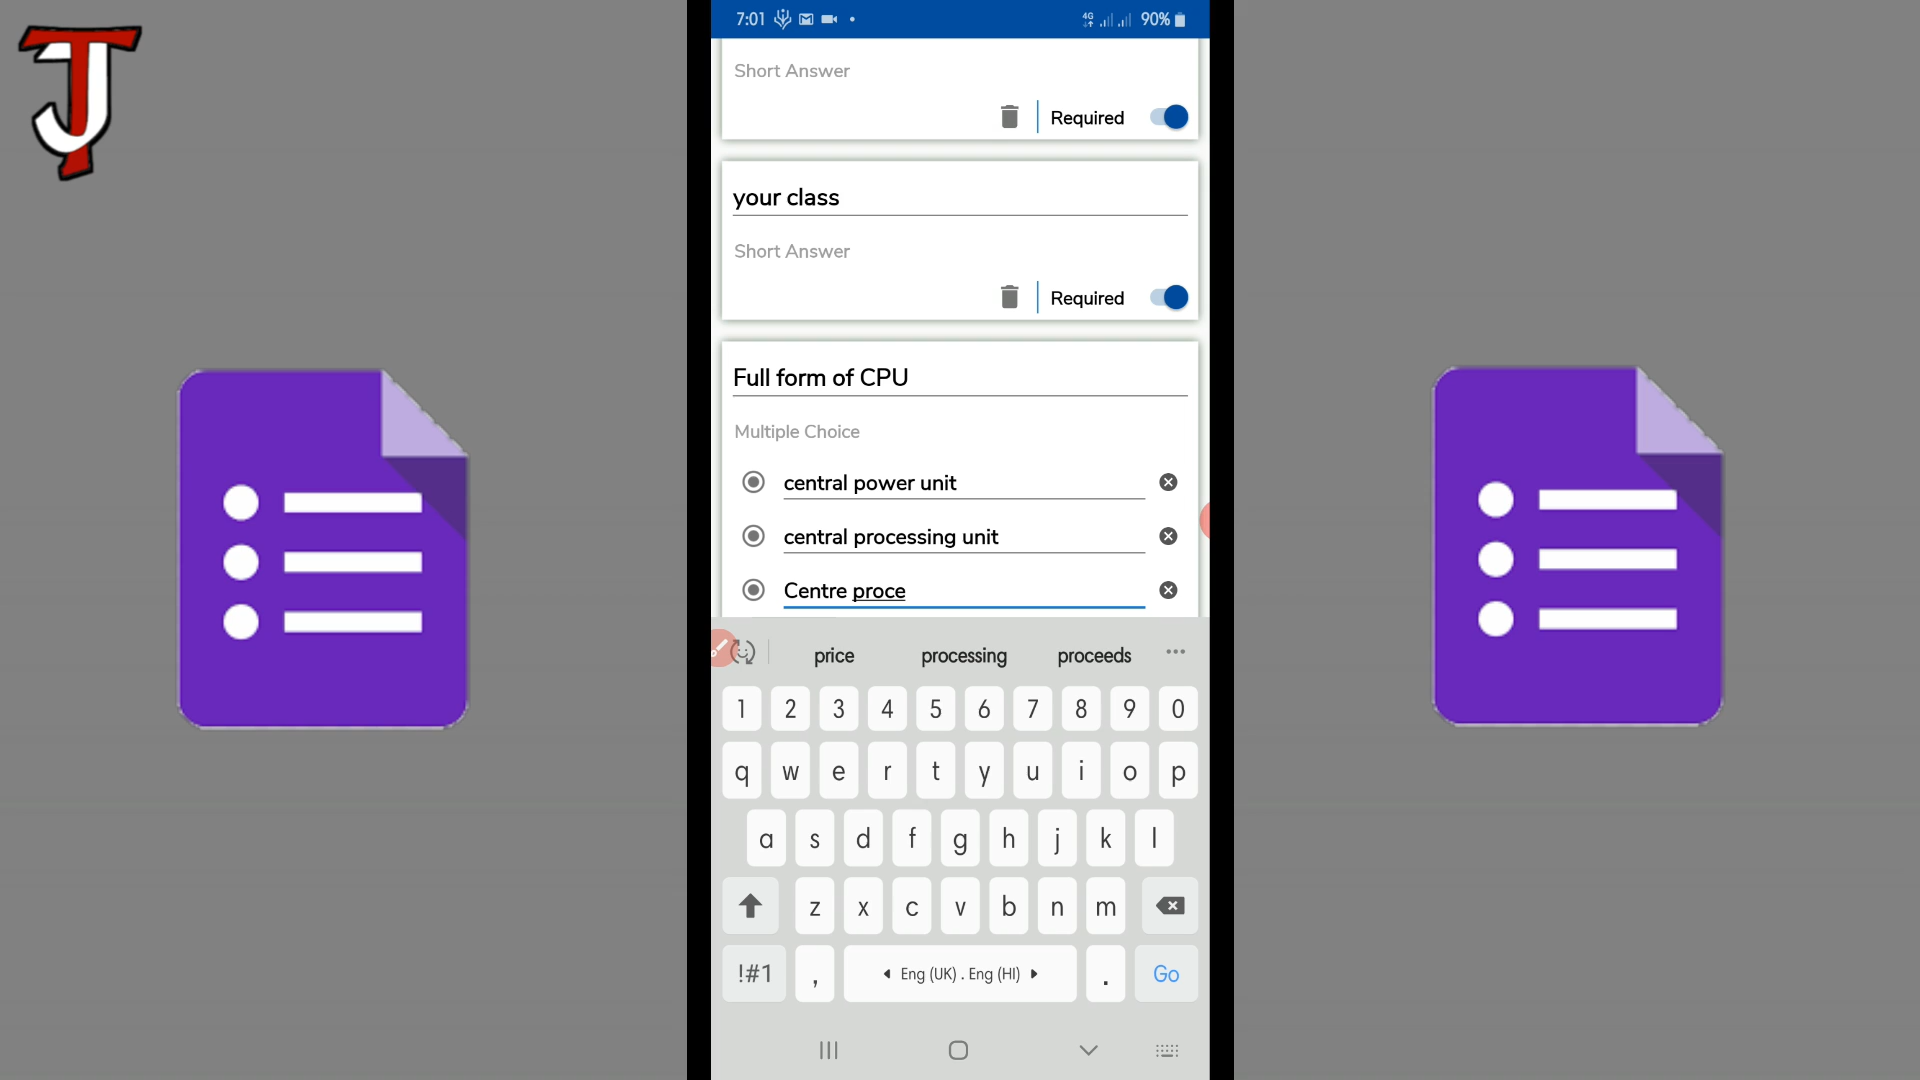 7:01
4G
90%
Short Answer
Required
your class
Short Answer
Required
Full form of CPU
Multiple Choice
central power unit
central processing unit
Centre proce
price processing proceeds
1 2 3 4 5 6 7 8 9 0
q w e r t y u i o p
a s d f g h j k l
z x c v b n m
!#1 , Eng (UK) . Eng (HI) . Go